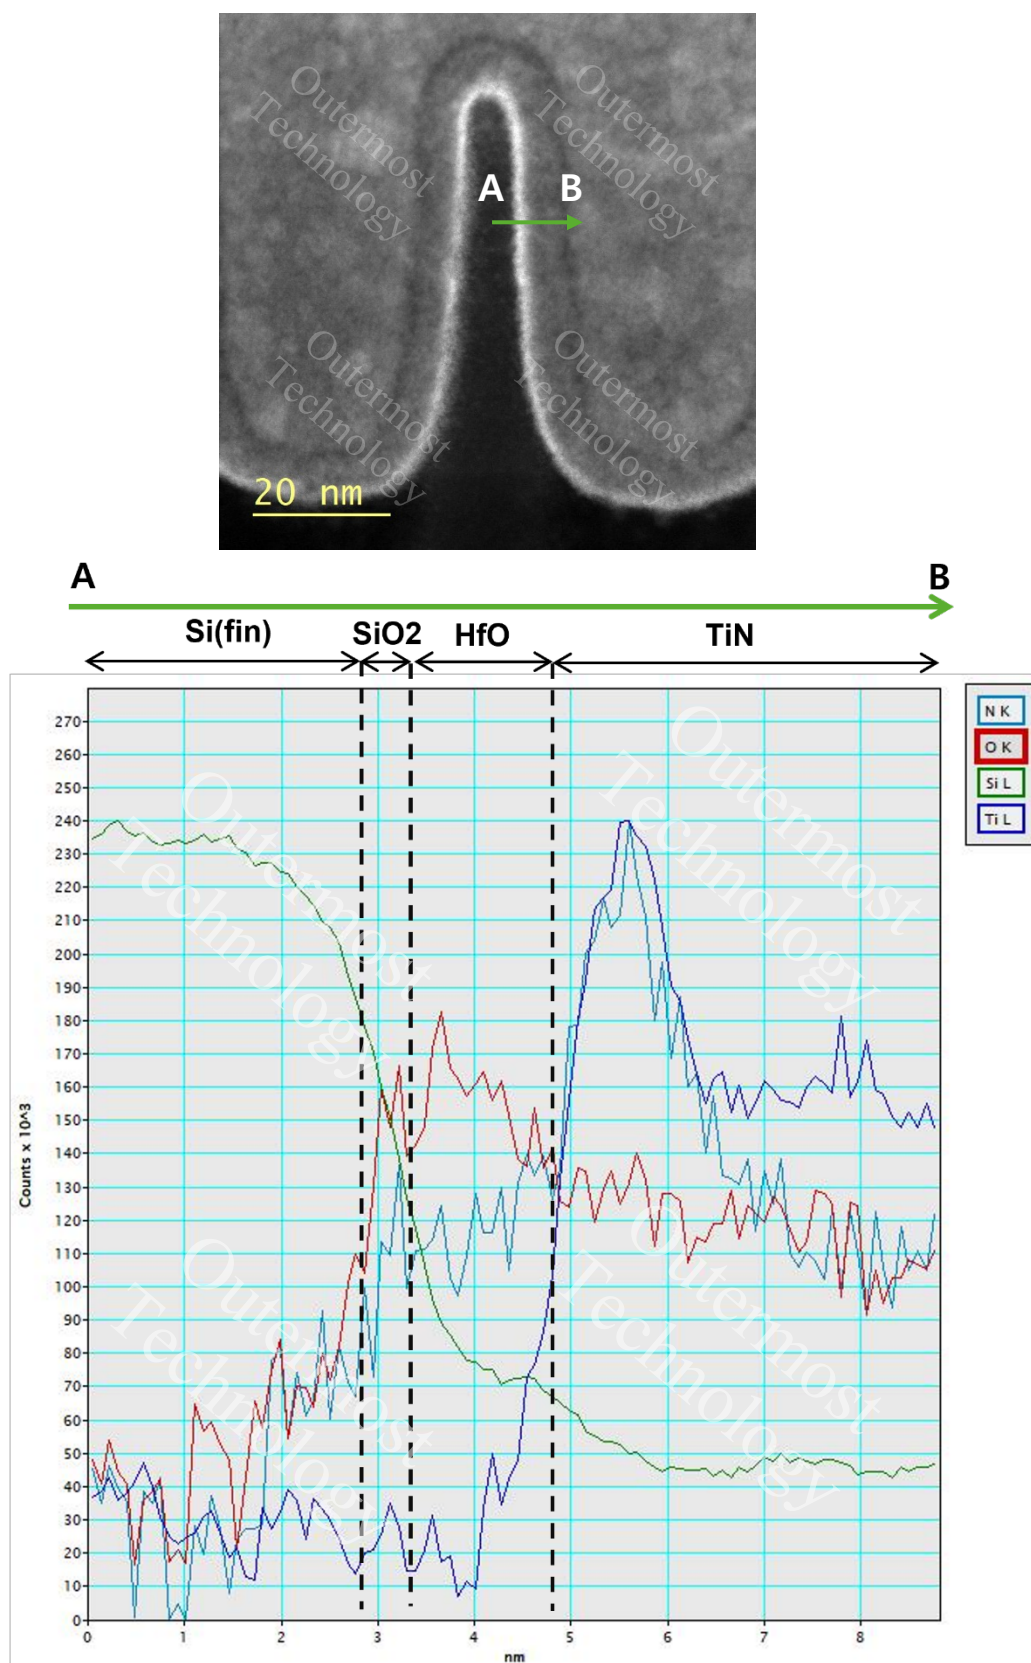 Outermost
Technology
Outermost
Technology
A B
Outermost
Technology
Outermost
Technology
20 nm
A B
Si(fin) SiO2 HfO TiN
270
260
250
240
230
220
210
200
190
180
170
160
150
140
130
120
110
100
90
80
70
60
50
40
30
20
10
0
Counts x 10^3
0 1 2 3 4 5 6 7 8
nm
N K
O K
Si L
Ti L
Outermost
Technology
Outermost
Technology
Outermost
Technology
Outermost
Technology